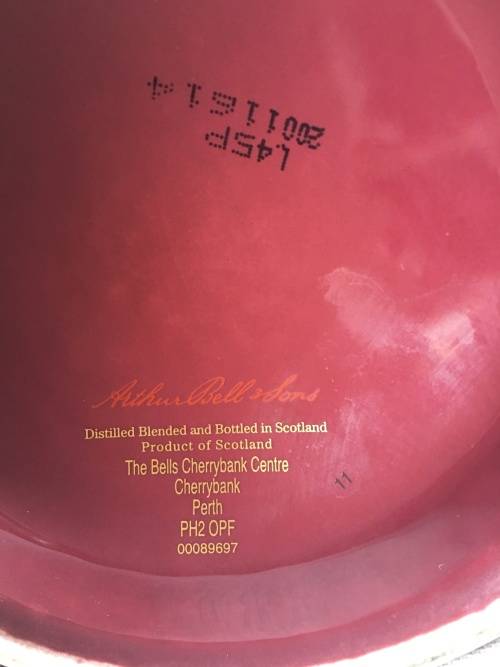 L45P
Arthur Bell & Sons
Distilled Blended and Bottled in Scotland
Product of Scotland
The Bells Cherrybank Centre
Cherrybank
Perth
PH2 OPF
00089697
11